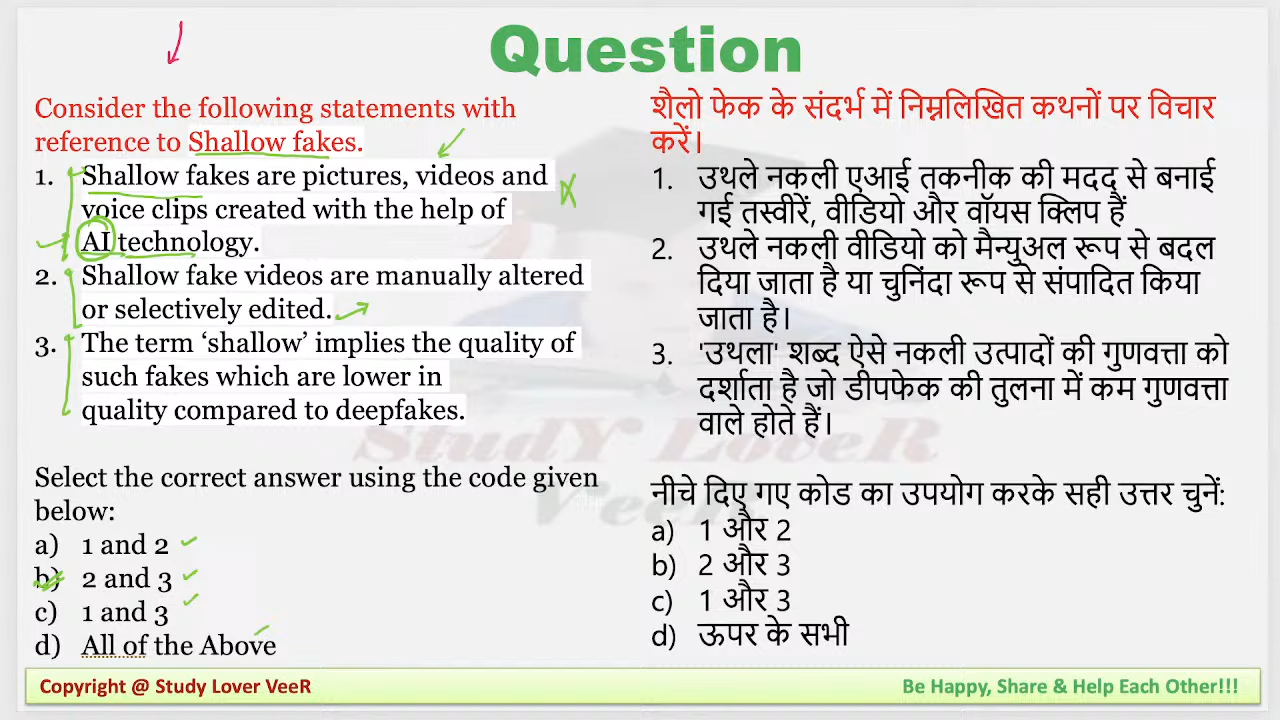 Question
Consider the following statements with
reference to Shallow fakes.
1. Shallow fakes are pictures, videos and
voice clips created with the help of
AI technology.
2. Shallow fake videos are manually altered
or selectively edited.
3. The term ‘shallow’ implies the quality of
such fakes which are lower in
quality compared to deepfakes.
Select the correct answer using the code given
below:
a) 1 and 2
b) 2 and 3
c) 1 and 3
d) All of the Above
शैलो फेक के संदर्भ में निम्नलिखित कथनों पर विचार
करें।
1. उथले नकली एआई तकनीक की मदद से बनाई
गई तस्वीरें, वीडियो और वॉयस क्लिप हैं
2. उथले नकली वीडियो को मैन्युअल रूप से बदल
दिया जाता है या चुनिंदा रूप से संपादित किया
जाता है।
3. 'उथला' शब्द ऐसे नकली उत्पादों की गुणवत्ता को
दर्शाता है जो डीपफेक की तुलना में कम गुणवत्ता
वाले होते हैं।
नीचे दिए गए कोड का उपयोग करके सही उत्तर चुनें:
a) 1 और 2
b) 2 और 3
c) 1 और 3
d) ऊपर के सभी
StudY LoveR
VeeR
Copyright @ Study Lover VeeR
Be Happy, Share & Help Each Other!!!